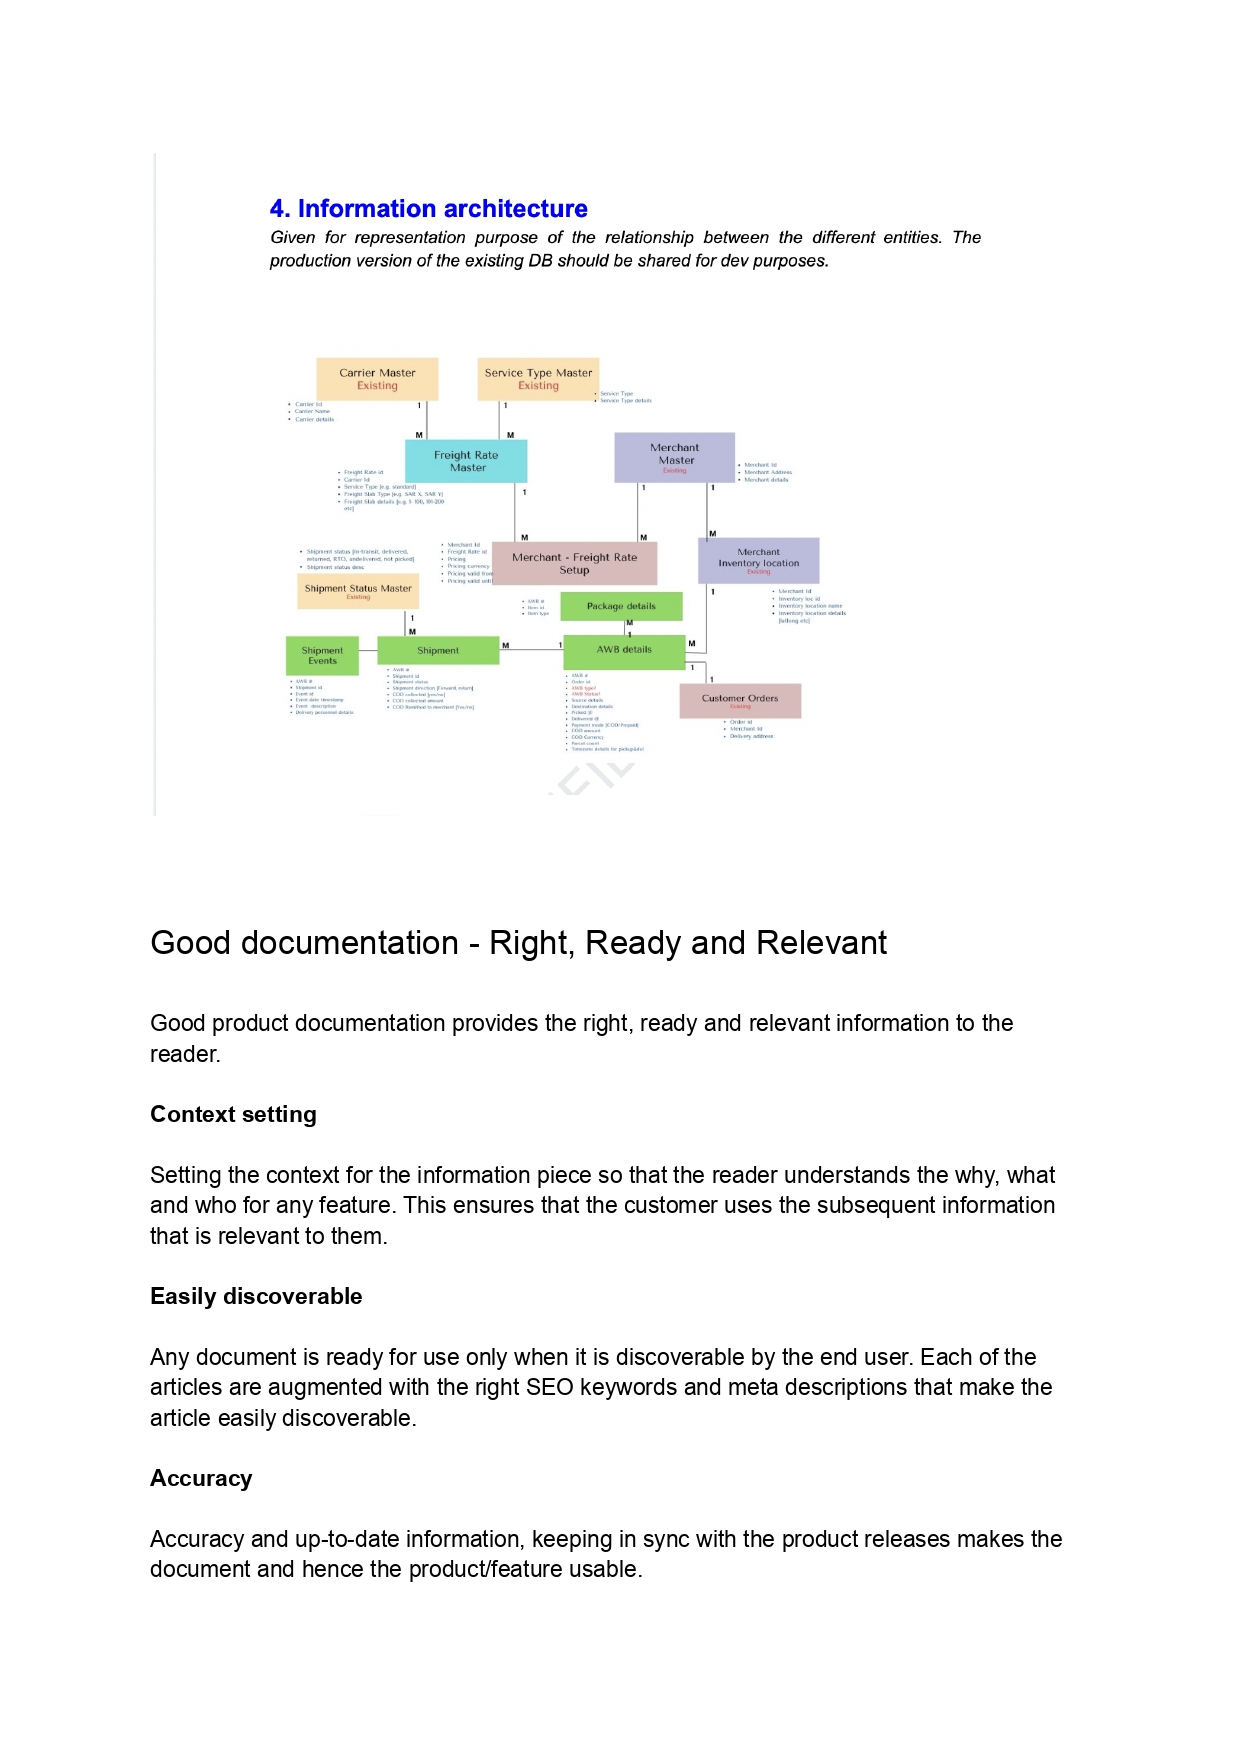 4. Information architecture
Given for representation purpose of the relationship between the different entities. The
production version of the existing DB should be shared for dev purposes.
Carrier Master
Existing
Service Type Master
Existing
• Carrier Id
• Carrier Name
• Carrier details
• Service Type
• Service Type details
1
1
M
M
Freight Rate
Master
Merchant
Master
Existing
• Merchant Id
• Merchant Address
• Merchant details
• Freight Rate id
• Carrier Id
• Service Type [e.g. standard]
• Freight Slab Type [e.g. SAR X, SAR Y]
• Freight Slab details [e.g. 1- 100, 101-200
etc]
1
1
1
M
M
M
• Merchant Id
• Freight Rate id
• Pricing
• Pricing currency
• Pricing valid from
• Pricing valid until
Merchant - Freight Rate
Setup
Merchant
Inventory location
Existing
• Shipment status [in-transit, delivered,
returned, RTO, undelivered, not picked]
• Shipment status desc
Shipment Status Master
Existing
1
• Merchant Id
• Inventory loc id
• Inventory location name
• Inventory location details
[latlong etc]
• AWB #
• Item id
• Item type
Package details
1
M
M
1
Shipment
Events
Shipment
M
1
AWB details
M
1
1
• AWB #
• Shipment id
• Event id
• Event date timestamp
• Event description
• Delivery personnel details
• AWB #
• Shipment id
• Shipment status
• Shipment direction [Forward, return]
• COD collected [yes/no]
• COD collected amount
• COD Remitted to merchant [Yes/no]
• AWB #
• Order id
• AWB type?
• AWB Status?
• Source details
• Destination details
• Picked @
• Delivered @
• Payment mode [COD/Prepaid]
• COD amount
• COD Currency
• Parcel count
• Timezone details for
Customer Orders
Existing
• Order id
• Merchant Id
• Delivery address
Good documentation - Right, Ready and Relevant
Good product documentation provides the right, ready and relevant information to the
reader.
Context setting
Setting the context for the information piece so that the reader understands the why, what
and who for any feature. This ensures that the customer uses the subsequent information
that is relevant to them.
Easily discoverable
Any document is ready for use only when it is discoverable by the end user. Each of the
articles are augmented with the right SEO keywords and meta descriptions that make the
article easily discoverable.
Accuracy
Accuracy and up-to-date information, keeping in sync with the product releases makes the
document and hence the product/feature usable.